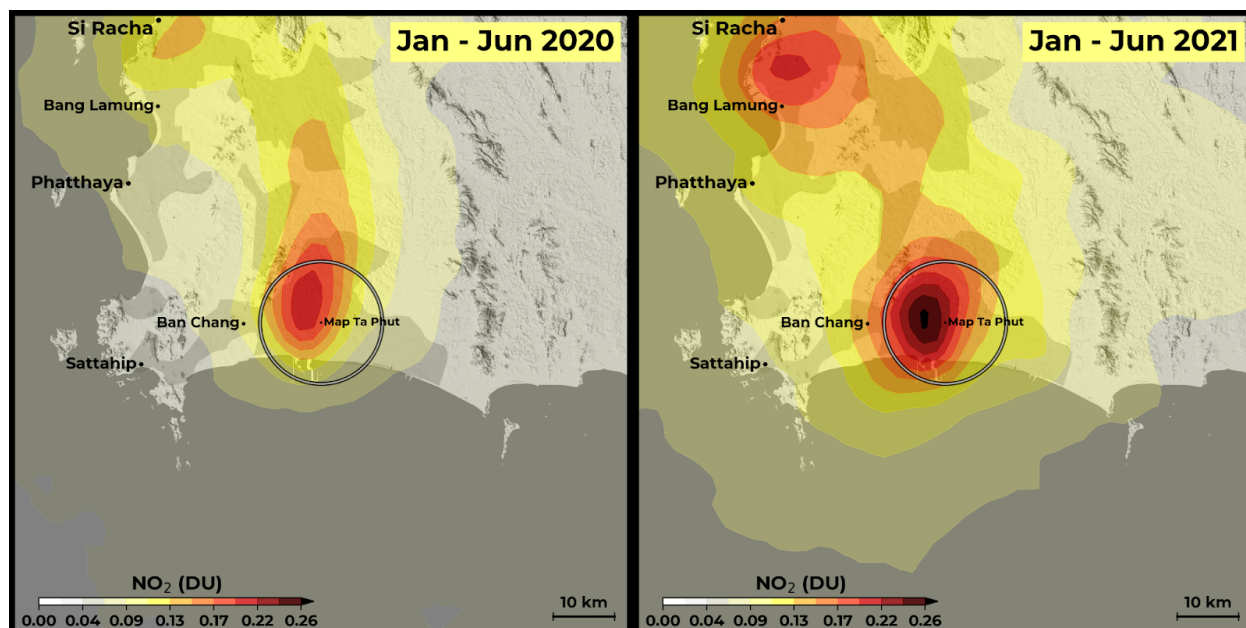 Si Racha
Jan - Jun 2020
Bang Lamung
Phatthaya
Ban Chang
Map Ta Phut
Sattahip
NO₂ (DU)
0.00 0.04 0.09 0.13 0.17 0.22 0.26
10 km
Si Racha
Jan - Jun 2021
Bang Lamung
Phatthaya
Ban Chang
Map Ta Phut
Sattahip
NO₂ (DU)
0.00 0.04 0.09 0.13 0.17 0.22 0.26
10 km